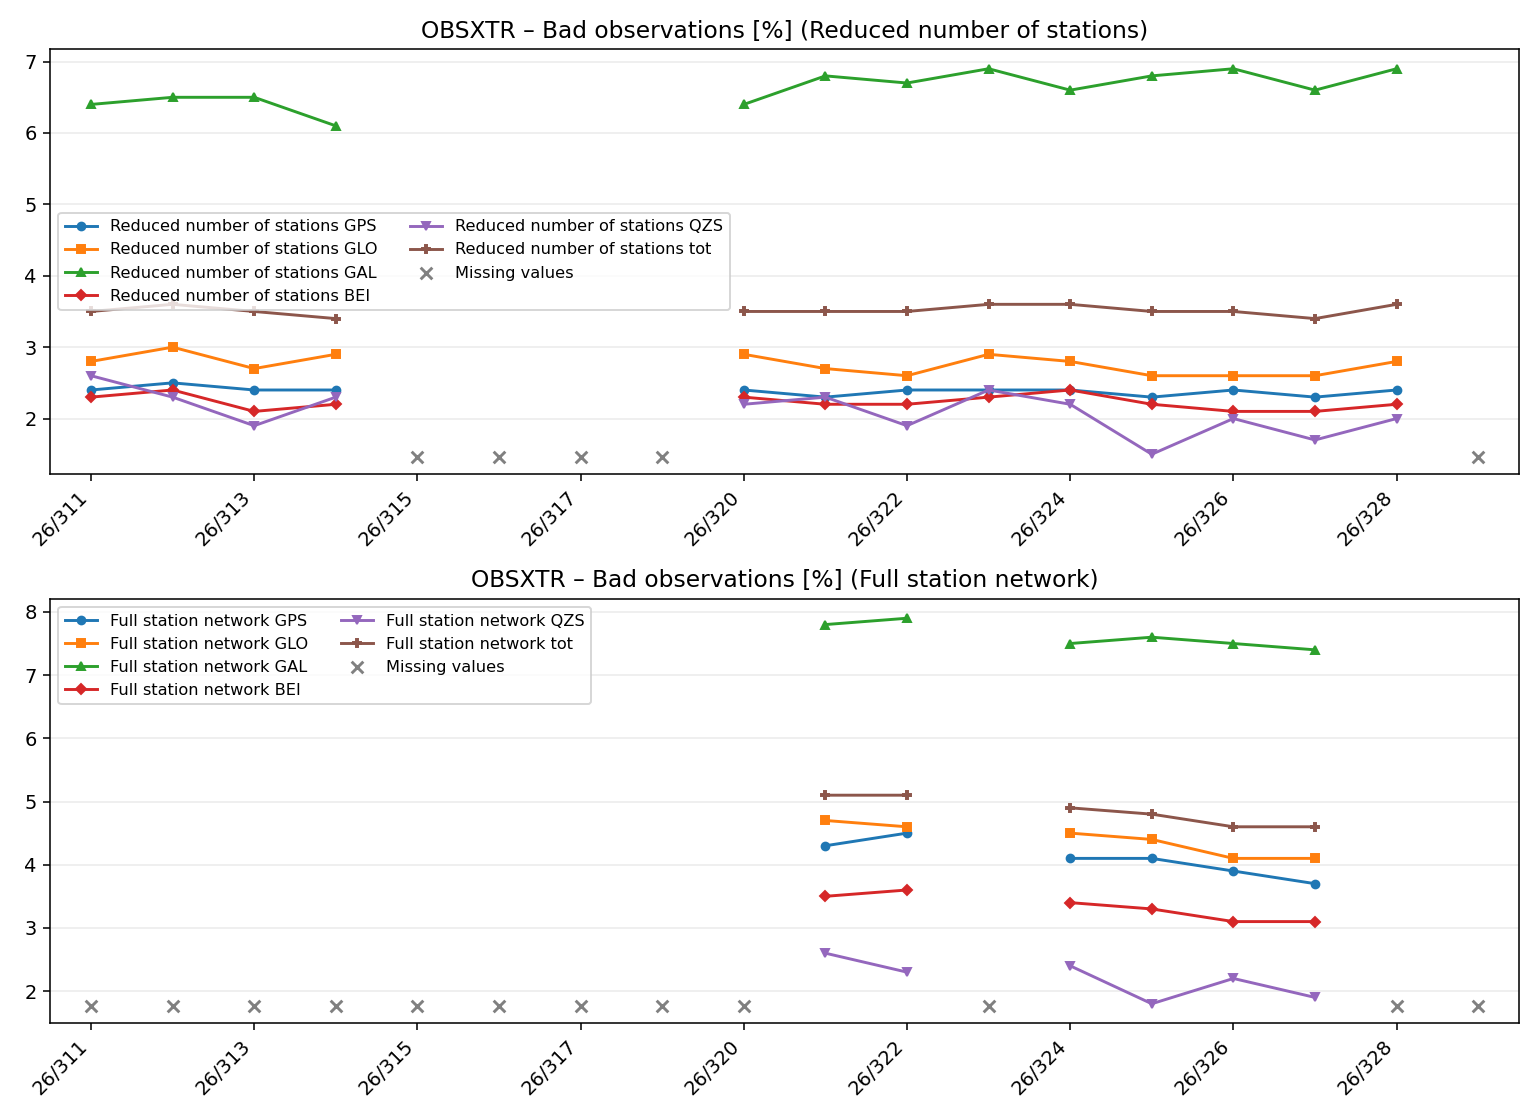 OBSXTR – Bad observations [%] (Reduced number of stations)
7
6
5
4
3
2
Reduced number of stations GPS
Reduced number of stations GLO
Reduced number of stations GAL
Reduced number of stations BEI
Reduced number of stations QZS
Reduced number of stations tot
Missing values
26/311
26/313
26/315
26/317
26/320
26/322
26/324
26/326
26/328
OBSXTR – Bad observations [%] (Full station network)
8
7
6
5
4
3
2
Full station network GPS
Full station network GLO
Full station network GAL
Full station network BEI
Full station network QZS
Full station network tot
Missing values
26/311
26/313
26/315
26/317
26/320
26/322
26/324
26/326
26/328